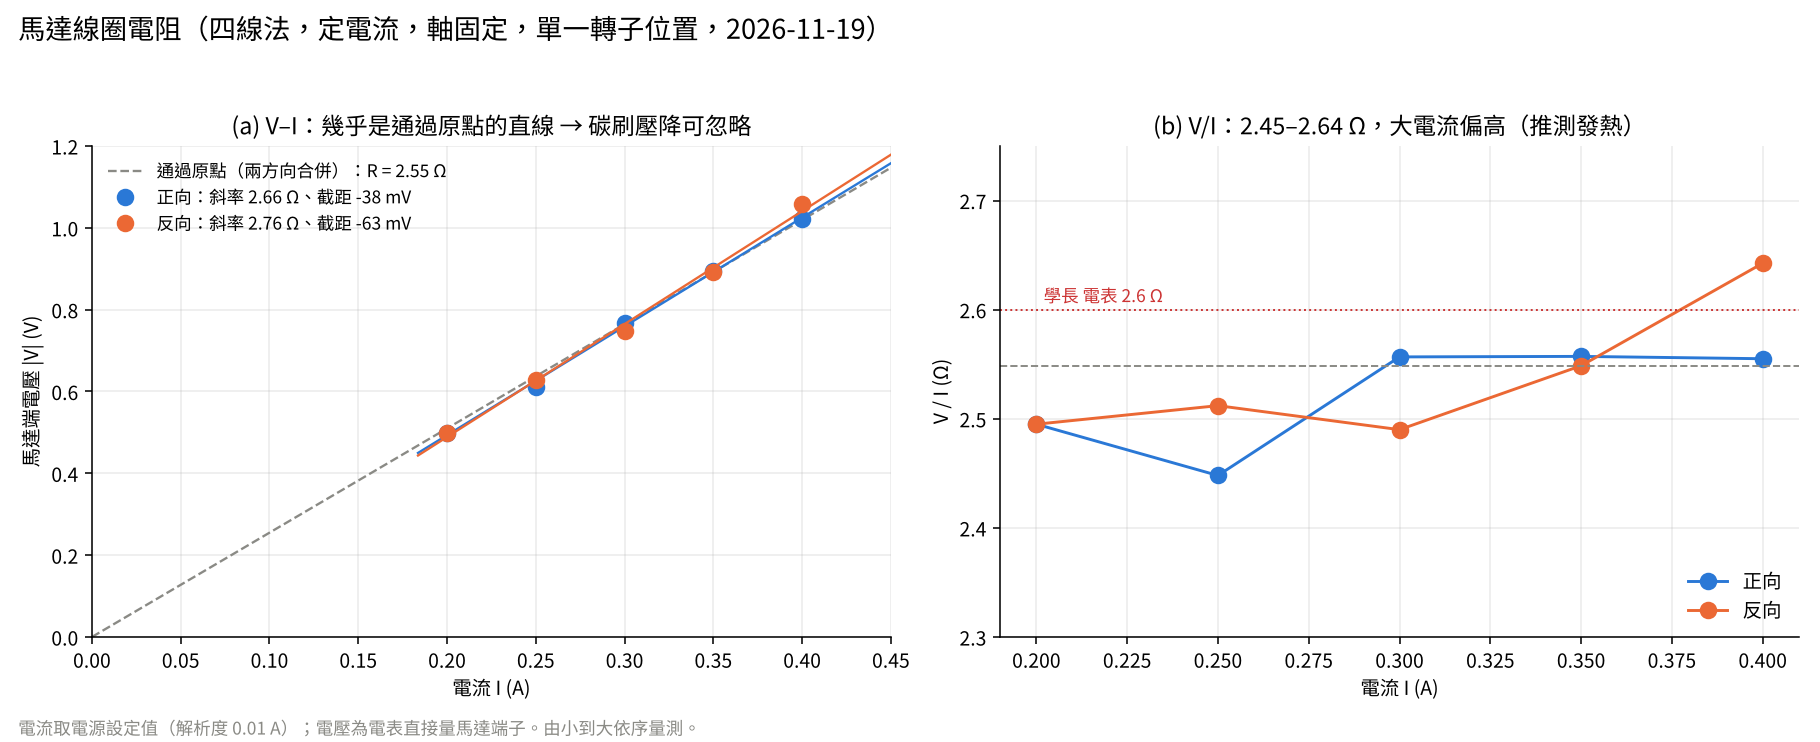 馬達線圈電阻（四線法，定電流，軸固定，單一轉子位置，2026-11-19）
(a) V–I：幾乎是通過原點的直線 → 碳刷壓降可忽略
通過原點（兩方向合併）：R = 2.55 Ω
正向：斜率 2.66 Ω、截距 -38 mV
反向：斜率 2.76 Ω、截距 -63 mV
馬達端電壓 |V| (V)
1.2
1.0
0.8
0.6
0.4
0.2
0.0
0.00 0.05 0.10 0.15 0.20 0.25 0.30 0.35 0.40 0.45
電流 I (A)
(b) V/I：2.45–2.64 Ω，大電流偏高（推測發熱）
學長 電表 2.6 Ω
V / I (Ω)
2.7
2.6
2.5
2.4
2.3
正向
反向
0.200 0.225 0.250 0.275 0.300 0.325 0.350 0.375 0.400
電流 I (A)
電流取電源設定值（解析度 0.01 A）；電壓為電表直接量馬達端子。由小到大依序量測。